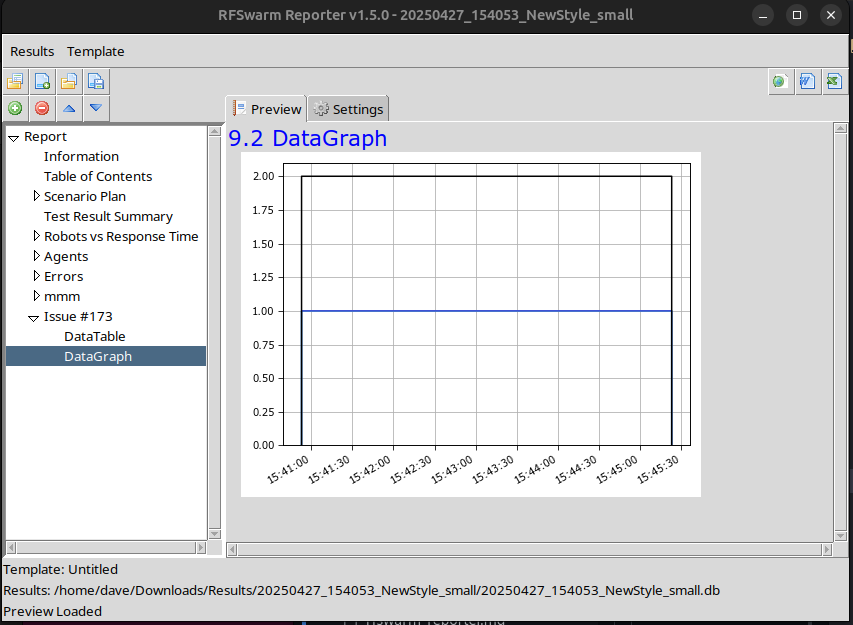 RFSwarm Reporter v1.5.0 - 20250427_154053_NewStyle_small
Results Template
Preview Settings
Report
Information
Table of Contents
Scenario Plan
Test Result Summary
Robots vs Response Time
Agents
Errors
mmm
Issue #173
DataTable
DataGraph
9.2 DataGraph
2.00
1.75
1.50
1.25
1.00
0.75
0.50
0.25
0.00
15:41:00 15:41:30 15:42:00 15:42:30 15:43:00 15:43:30 15:44:00 15:44:30 15:45:00 15:45:30
Template: Untitled
Results: /home/dave/Downloads/Results/20250427_154053_NewStyle_small/20250427_154053_NewStyle_small.db
Preview Loaded